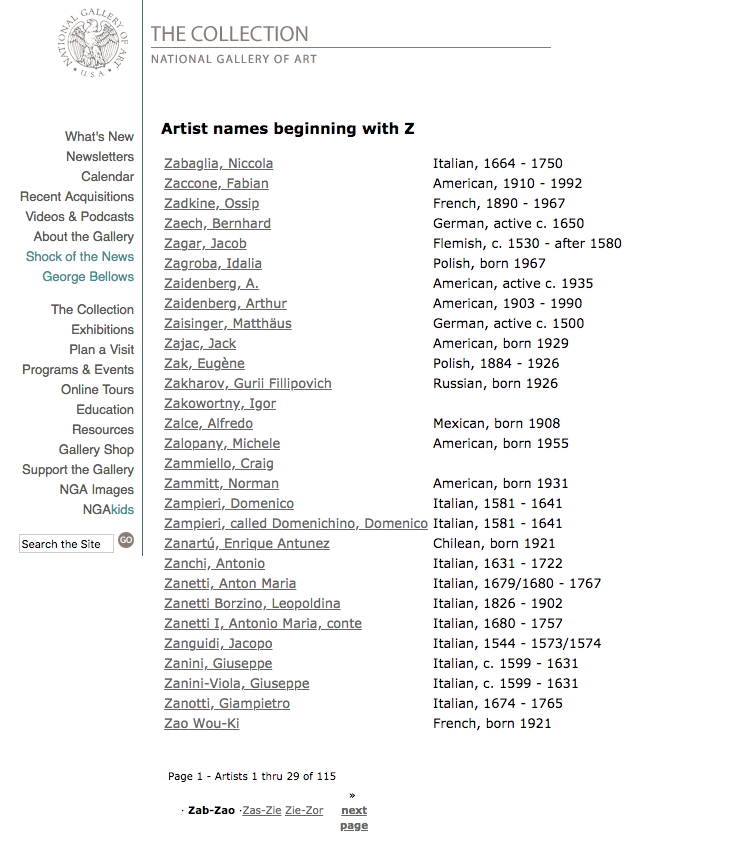 NATIONAL GALLERY OF ART
• U.S.A. •
THE COLLECTION
NATIONAL GALLERY OF ART
What's New
Newsletters
Calendar
Recent Acquisitions
Videos & Podcasts
About the Gallery
Shock of the News
George Bellows
The Collection
Exhibitions
Plan a Visit
Programs & Events
Online Tours
Education
Resources
Gallery Shop
Support the Gallery
NGA Images
NGAkids
Search the Site GO
Artist names beginning with Z
Zabaglia, Niccola Italian, 1664 - 1750
Zaccone, Fabian American, 1910 - 1992
Zadkine, Ossip French, 1890 - 1967
Zaech, Bernhard German, active c. 1650
Zagar, Jacob Flemish, c. 1530 - after 1580
Zagroba, Idalia Polish, born 1967
Zaidenberg, A. American, active c. 1935
Zaidenberg, Arthur American, 1903 - 1990
Zaisinger, Matthäus German, active c. 1500
Zajac, Jack American, born 1929
Zak, Eugène Polish, 1884 - 1926
Zakharov, Gurii Fillipovich Russian, born 1926
Zakowortny, Igor
Zalce, Alfredo Mexican, born 1908
Zalopany, Michele American, born 1955
Zammiello, Craig
Zammitt, Norman American, born 1931
Zampieri, Domenico Italian, 1581 - 1641
Zampieri, called Domenichino, Domenico Italian, 1581 - 1641
Zanartú, Enrique Antunez Chilean, born 1921
Zanchi, Antonio Italian, 1631 - 1722
Zanetti, Anton Maria Italian, 1679/1680 - 1767
Zanetti Borzino, Leopoldina Italian, 1826 - 1902
Zanetti I, Antonio Maria, conte Italian, 1680 - 1757
Zanguidi, Jacopo Italian, 1544 - 1573/1574
Zanini, Giuseppe Italian, c. 1599 - 1631
Zanini-Viola, Giuseppe Italian, c. 1599 - 1631
Zanotti, Giampietro Italian, 1674 - 1765
Zao Wou-Ki French, born 1921
Page 1 - Artists 1 thru 29 of 115
»
· Zab-Zao ·Zas-Zie Zie-Zor next
page